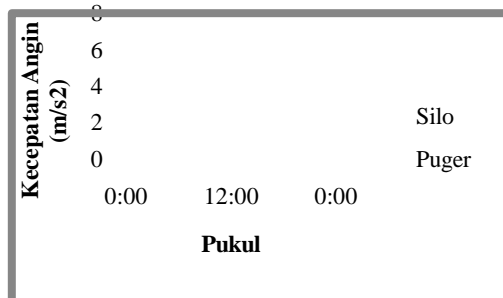 Kecepatan Angin
(m/s2)
8
6
4
2
0
0:00 12:00 0:00
Pukul
Silo
Puger